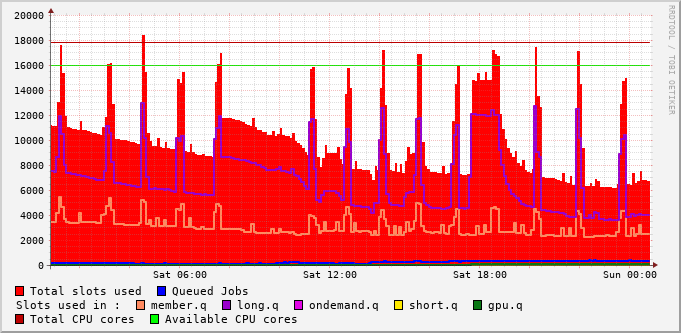 20000
18000
16000
14000
12000
10000
8000
6000
4000
2000
0
Sat 06:00 Sat 12:00 Sat 18:00 Sun 00:00
Total slots used Queued Jobs
Slots used in : member.q long.q ondemand.q short.q gpu.q
Total CPU cores Available CPU cores
RRDTOOL / TOBI OETIKER